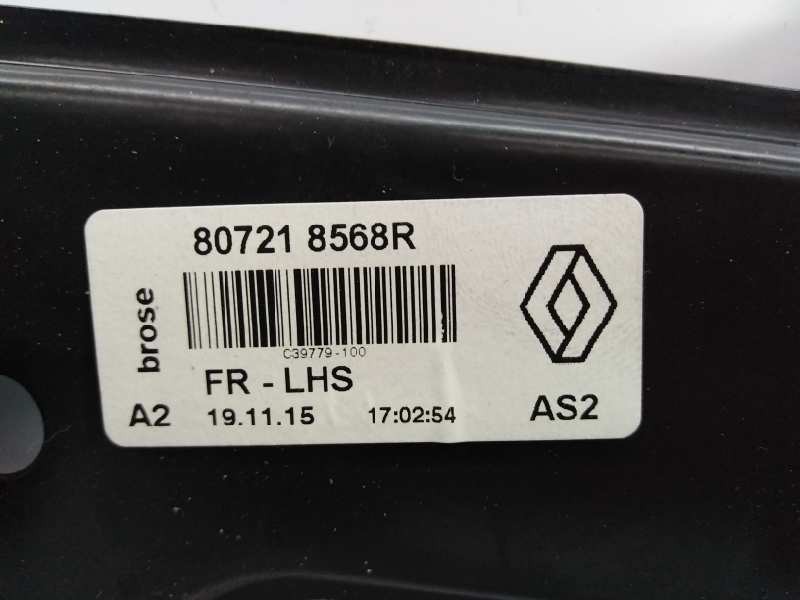 80721 8568R
brose
C39779-100
FR - LHS
A2 19.11.15 17:02:54 AS2